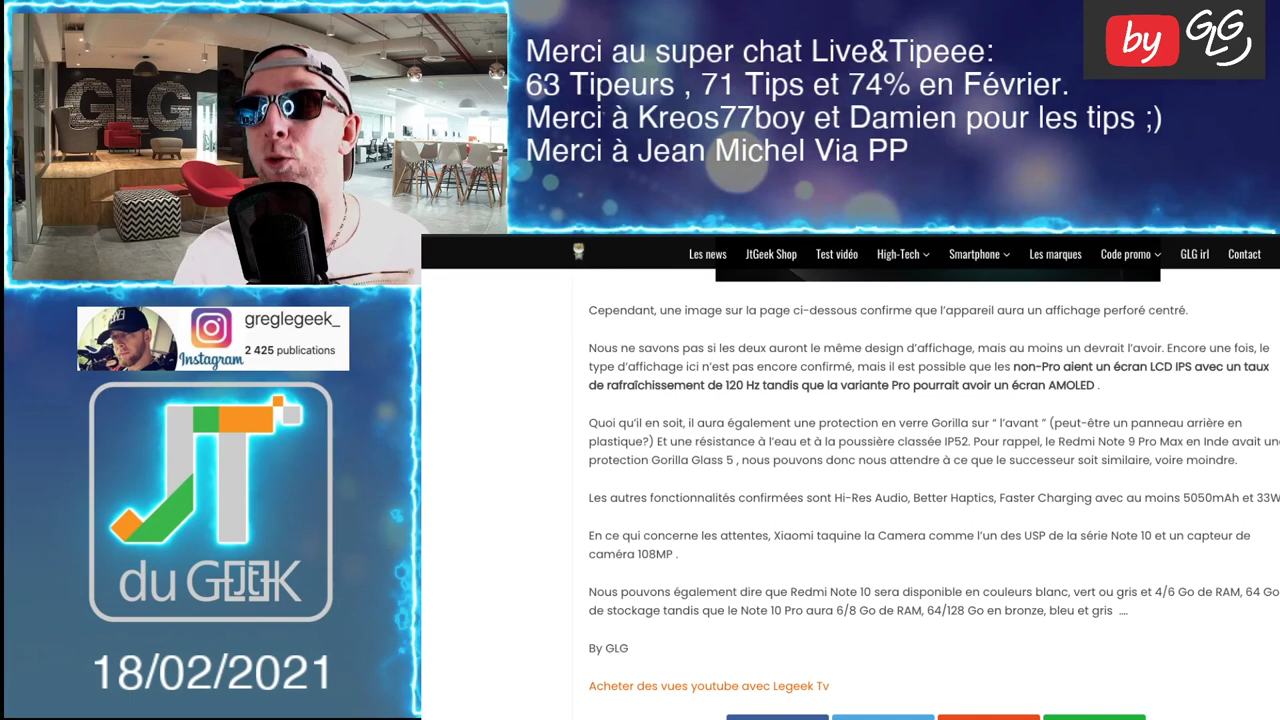 GLG
Merci au super chat Live&Tipeee:
63 Tipeurs , 71 Tips et 74% en Février.
Merci à Kreos77boy et Damien pour les tips ;)
Merci à Jean Michel Via PP
by GLG
Les news JtGeek Shop Test vidéo High-Tech Smartphone Les marques Code promo GLG irl Contact
greglegeek_
2 425 publications
Instagram
JT
du GEEK
18/02/2021
Cependant, une image sur la page ci-dessous confirme que l'appareil aura un affichage perforé centré.
Nous ne savons pas si les deux auront le même design d'affichage, mais au moins un devrait l'avoir. Encore une fois, le
type d'affichage ici n'est pas encore confirmé, mais il est possible que les non-Pro aient un écran LCD IPS avec un taux
de rafraîchissement de 120 Hz tandis que la variante Pro pourrait avoir un écran AMOLED .
Quoi qu'il en soit, il aura également une protection en verre Gorilla sur " l'avant " (peut-être un panneau arrière en
plastique?) Et une résistance à l'eau et à la poussière classée IP52. Pour rappel, le Redmi Note 9 Pro Max en Inde avait une
protection Gorilla Glass 5 , nous pouvons donc nous attendre à ce que le successeur soit similaire, voire moindre.
Les autres fonctionnalités confirmées sont Hi-Res Audio, Better Haptics, Faster Charging avec au moins 5050mAh et 33W
En ce qui concerne les attentes, Xiaomi taquine la Camera comme l'un des USP de la série Note 10 et un capteur de
caméra 108MP .
Nous pouvons également dire que Redmi Note 10 sera disponible en couleurs blanc, vert ou gris et 4/6 Go de RAM, 64 Go
de stockage tandis que le Note 10 Pro aura 6/8 Go de RAM, 64/128 Go en bronze, bleu et gris ....
By GLG
Acheter des vues youtube avec Legeek Tv